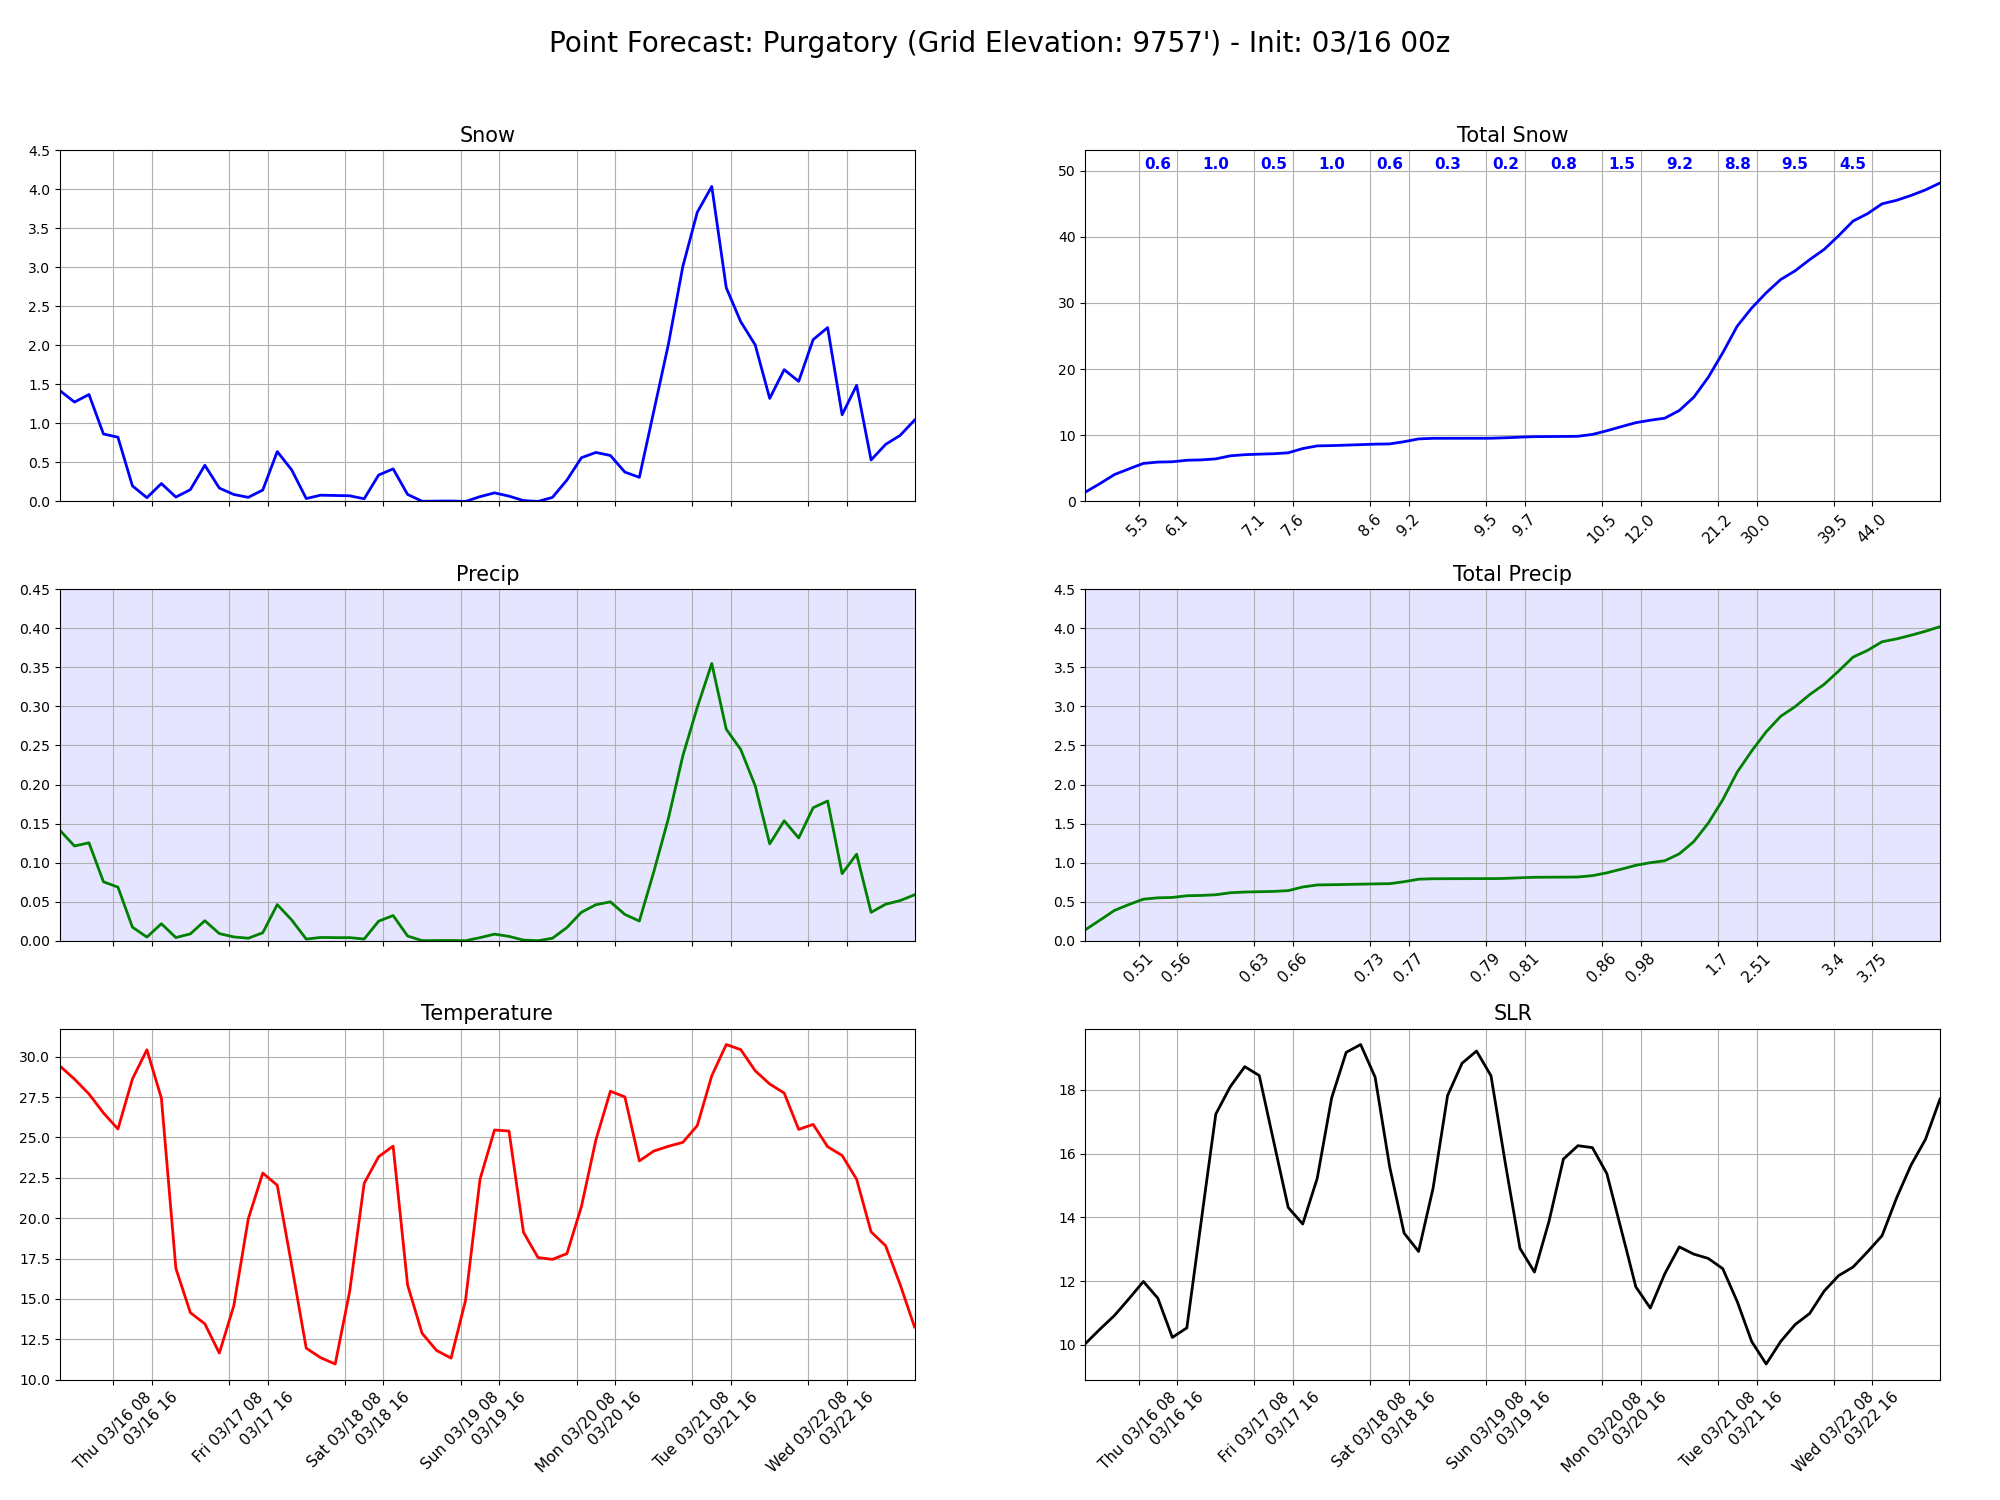 Point Forecast: Purgatory (Grid Elevation: 9757') - Init: 03/16 00z
Snow
4.5
4.0
3.5
3.0
2.5
2.0
1.5
1.0
0.5
0.0
Total Snow
0.6 1.0 0.5 1.0 0.6 0.3 0.2 0.8 1.5 9.2 8.8 9.5 4.5
50
40
30
20
10
0
5.5 6.1 7.1 7.6 8.6 9.2 9.5 9.7 10.5 12.0 21.2 30.0 39.5 44.0
Precip
0.45
0.40
0.35
0.30
0.25
0.20
0.15
0.10
0.05
0.00
Total Precip
4.5
4.0
3.5
3.0
2.5
2.0
1.5
1.0
0.5
0.0
0.51 0.56 0.63 0.66 0.73 0.77 0.79 0.81 0.86 0.98 1.7 2.51 3.4 3.75
Temperature
30.0
27.5
25.0
22.5
20.0
17.5
15.0
12.5
10.0
Thu 03/16 08
03/16 16
Fri 03/17 08
03/17 16
Sat 03/18 08
03/18 16
Sun 03/19 08
03/19 16
Mon 03/20 08
03/20 16
Tue 03/21 08
03/21 16
Wed 03/22 08
03/22 16
SLR
18
16
14
12
10
Thu 03/16 08
03/16 16
Fri 03/17 08
03/17 16
Sat 03/18 08
03/18 16
Sun 03/19 08
03/19 16
Mon 03/20 08
03/20 16
Tue 03/21 08
03/21 16
Wed 03/22 08
03/22 16